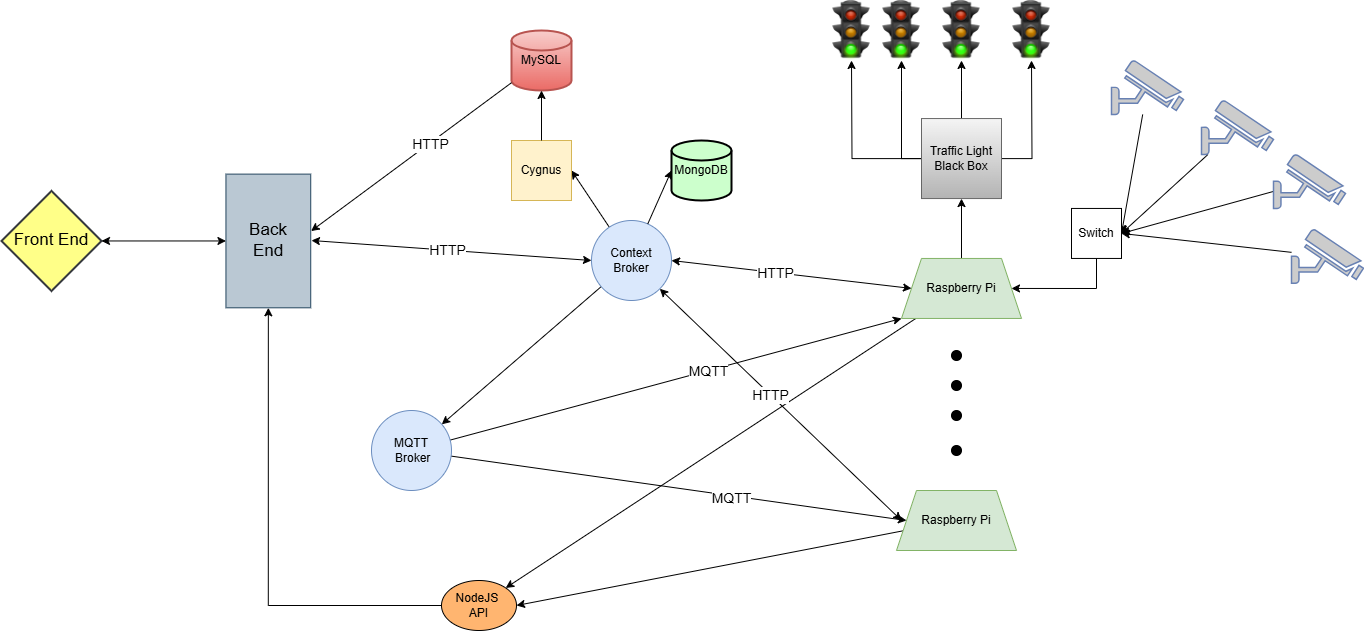 MySQL
HTTP
Cygnus
MongoDB
Traffic Light
Black Box
Front End
Back
End
HTTP
Context
Broker
HTTP
Raspberry Pi
Switch
MQTT
HTTP
MQTT
Broker
MQTT
Raspberry Pi
NodeJS
API